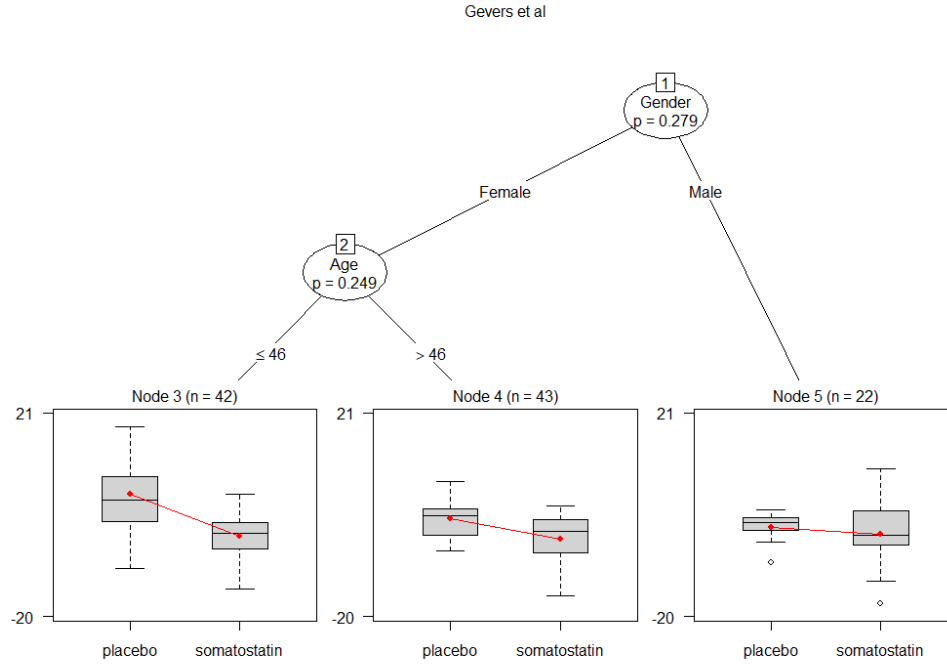 Gevers et al
1
Gender
p = 0.279
Female
Male
2
Age
p = 0.249
≤ 46
> 46
Node 3 (n = 42)
Node 4 (n = 43)
Node 5 (n = 22)
21
21
21
-20
-20
-20
placebo
somatostatin
placebo
somatostatin
placebo
somatostatin